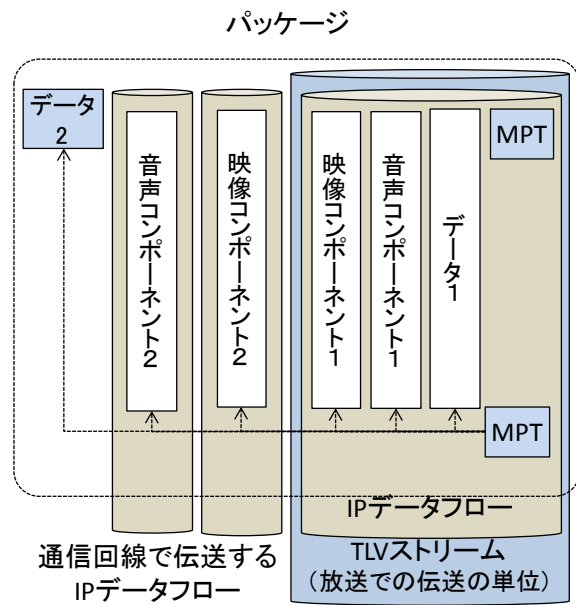 パッケージ
データ
2
音声コンポーネント2
映像コンポーネント2
映像コンポーネント1
音声コンポーネント1
データ1
MPT
MPT
IPデータフロー
通信回線で伝送する
IPデータフロー
TLVストリーム
(放送での伝送の単位)